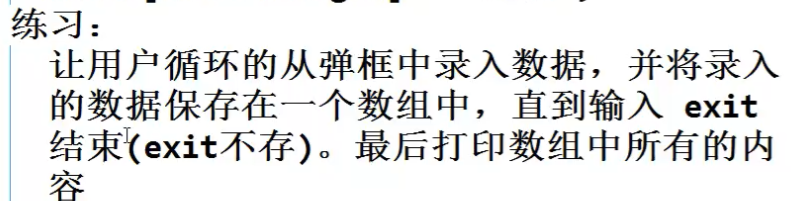 练习：
让用户循环的从弹框中录入数据，并将录入
的数据保存在一个数组中，直到输入 exit
结束(exit不存)。最后打印数组中所有的内
容